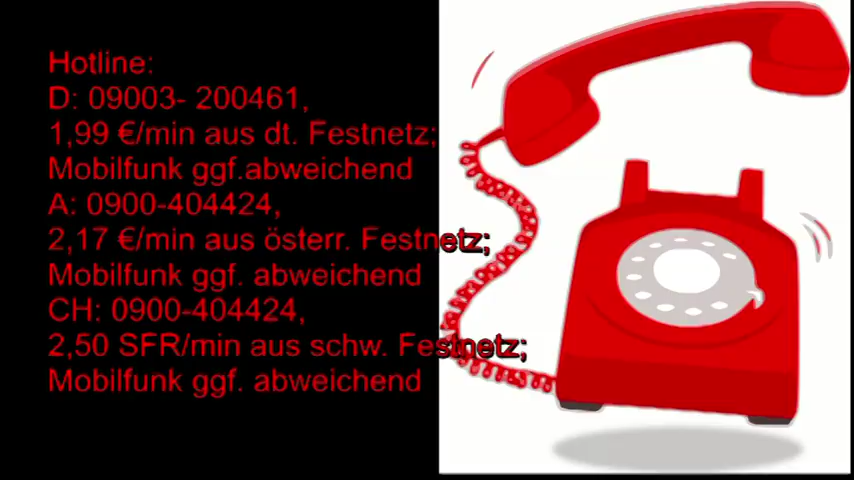 Hotline:
D: 09003- 200461,
1,99 €/min aus dt. Festnetz;
Mobilfunk ggf.abweichend
A: 0900-404424,
2,17 €/min aus österr. Festnetz;
Mobilfunk ggf. abweichend
CH: 0900-404424,
2,50 SFR/min aus schw. Festnetz;
Mobilfunk ggf. abweichend